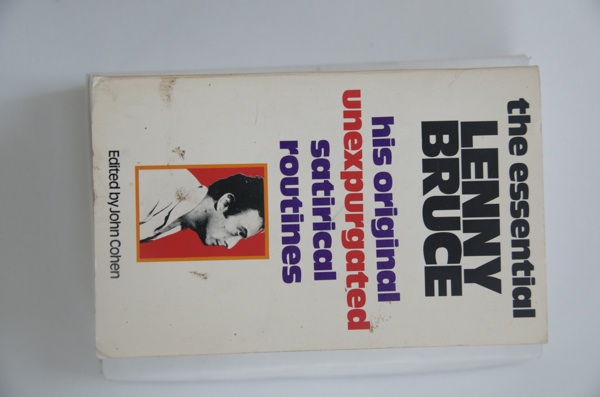 the essential
LENNY
BRUCE
his original
unexpurgated
satirical
routines
Edited by John Cohen